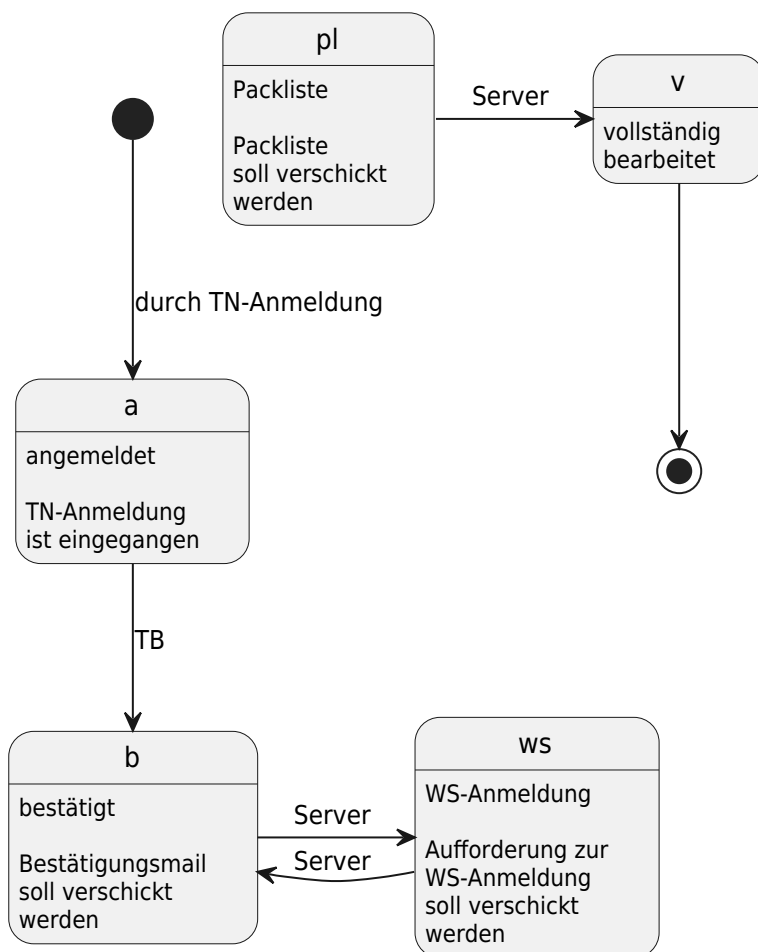 pl
Packliste
Packliste
soll verschickt
werden
Server
v
vollständig
bearbeitet
durch TN-Anmeldung
a
angemeldet
TN-Anmeldung
ist eingegangen
TB
b
bestätigt
Bestätigungsmail
soll verschickt
werden
Server
Server
ws
WS-Anmeldung
Aufforderung zur
WS-Anmeldung
soll verschickt
werden